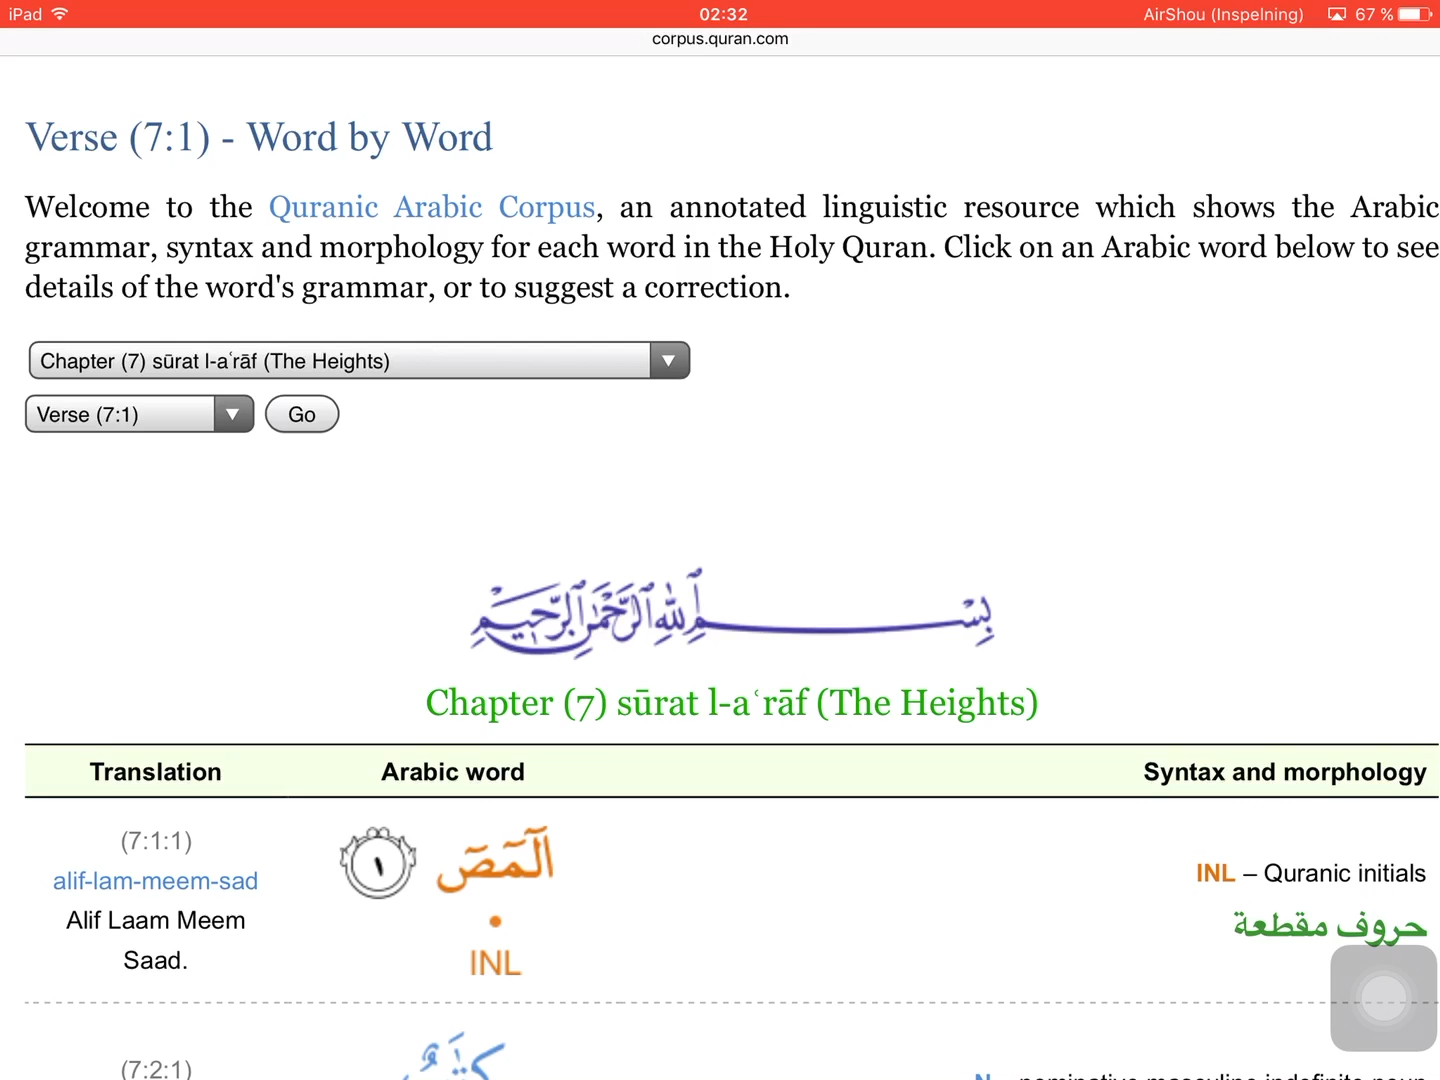 iPad 02:32 AirShou (Inspelning) 67 %
corpus.quran.com
Verse (7:1) - Word by Word
Welcome to the Quranic Arabic Corpus, an annotated linguistic resource which shows the Arabic
grammar, syntax and morphology for each word in the Holy Quran. Click on an Arabic word below to see
details of the word's grammar, or to suggest a correction.
Chapter (7) sūrat l-aʿrāf (The Heights)
Verse (7:1) Go
بِسْمِ ٱللَّهِ ٱلرَّحْمَٰنِ ٱلرَّحِيمِ
Chapter (7) sūrat l-aʿrāf (The Heights)
Translation Arabic word Syntax and morphology
(7:1:1)
alif-lam-meem-sad
Alif Laam Meem
Saad.
الٓمٓصٓ ١
INL
INL – Quranic initials
حروف مقطعة
(7:2:1)
كِتَٰبٌ
N – nominative masculine indefinite noun